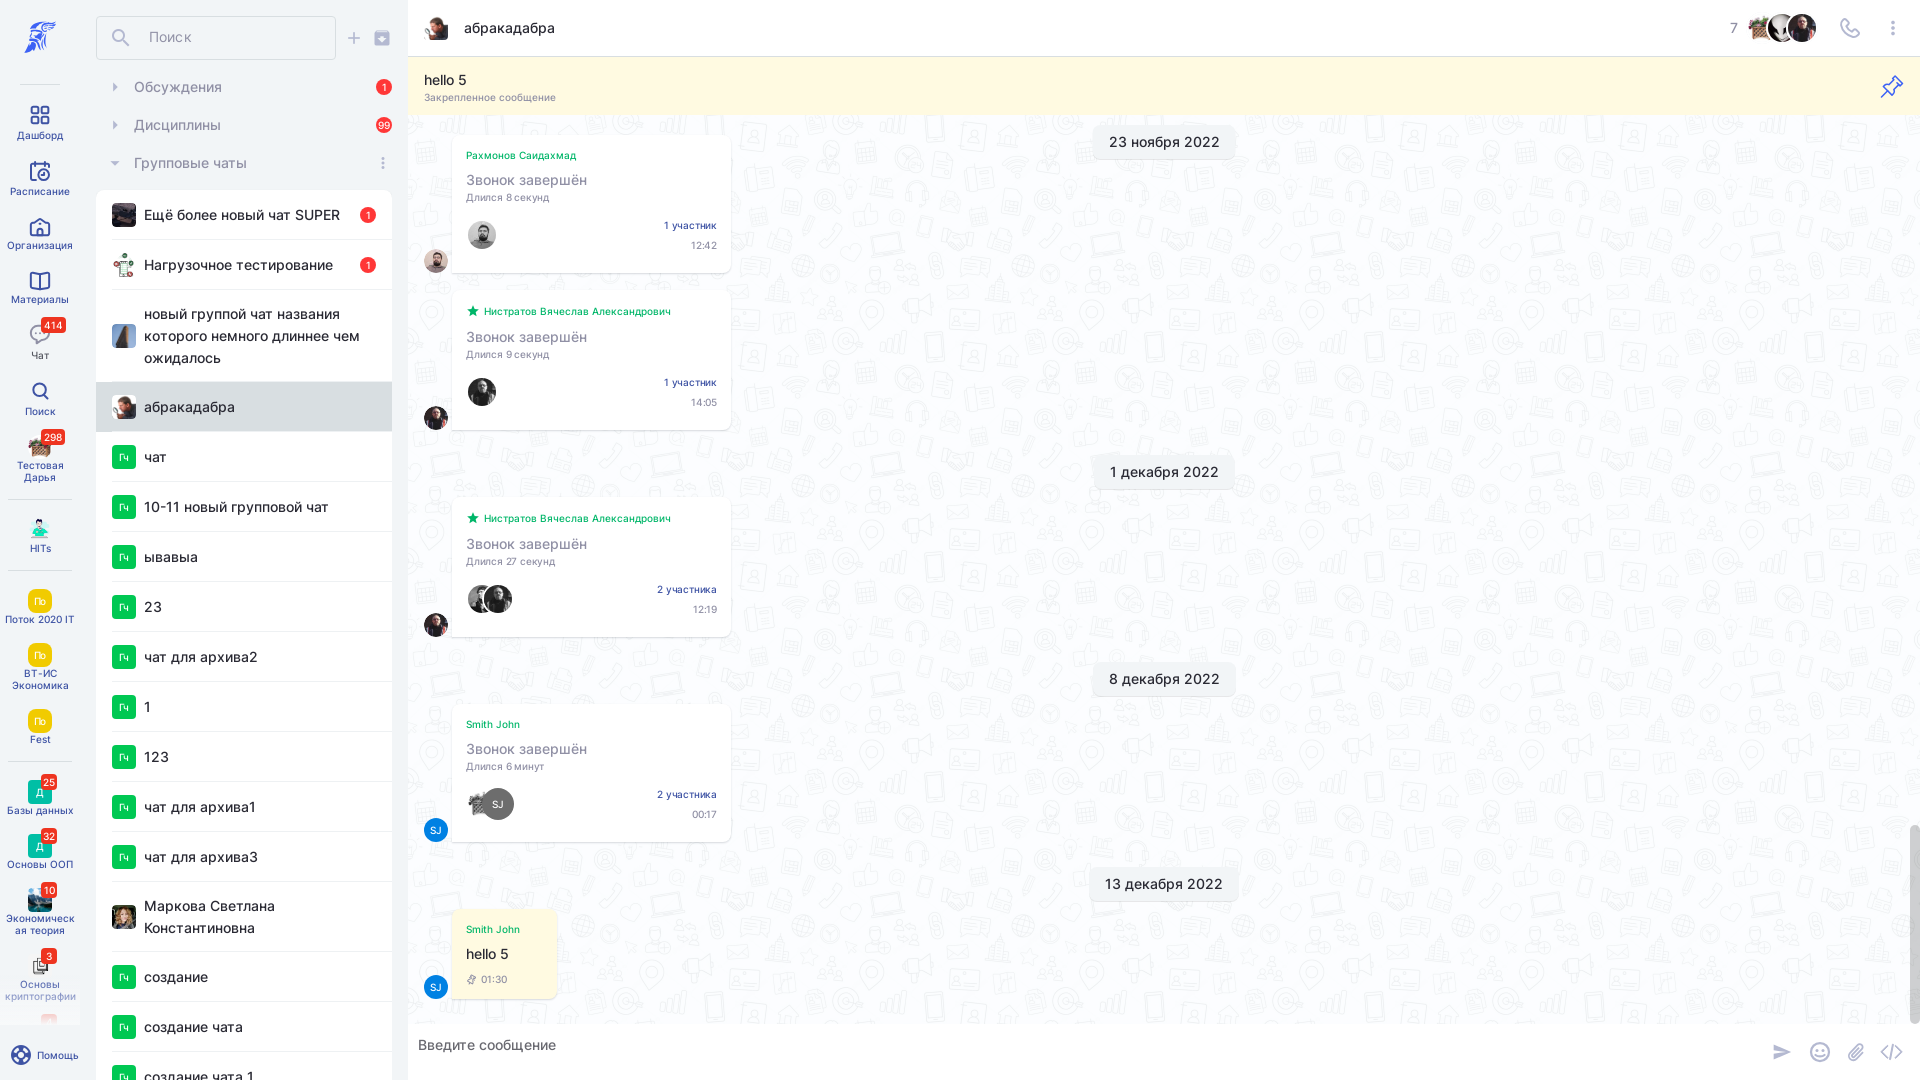 Дашборд
Расписание
Организация
Материалы
414
Чат
Поиск
298
Тестовая
Дарья
HITs
По
Поток 2020 IT
По
ВТ-ИС
Экономика
По
Fest
25
Д
Базы данных
32
Д
Основы ООП
10
Экономическ
ая теория
3
Основы
криптографии
Помощь
Поиск
Обсуждения
1
Дисциплины
99
Групповые чаты
Ещё более новый чат SUPER
1
Нагрузочное тестирование
1
новый группой чат названия
которого немного длиннее чем
ожидалось
абракадабра
Гч
чат
Гч
10-11 новый групповой чат
Гч
ывавыа
Гч
23
Гч
чат для архива2
Гч
1
Гч
123
Гч
чат для архива1
Гч
чат для архива3
Маркова Светлана
Константиновна
Гч
создание
Гч
создание чата
Гч
создание чата 1
абракадабра
7
hello 5
Закрепленное сообщение
23 ноября 2022
Рахмонов Саидахмад
Звонок завершён
Длился 8 секунд
1 участник
12:42
Нистратов Вячеслав Александрович
Звонок завершён
Длился 9 секунд
1 участник
14:05
1 декабря 2022
Нистратов Вячеслав Александрович
Звонок завершён
Длился 27 секунд
2 участника
12:19
8 декабря 2022
Smith John
Звонок завершён
Длился 6 минут
SJ
2 участника
00:17
SJ
13 декабря 2022
Smith John
hello 5
01:30
SJ
Введите сообщение